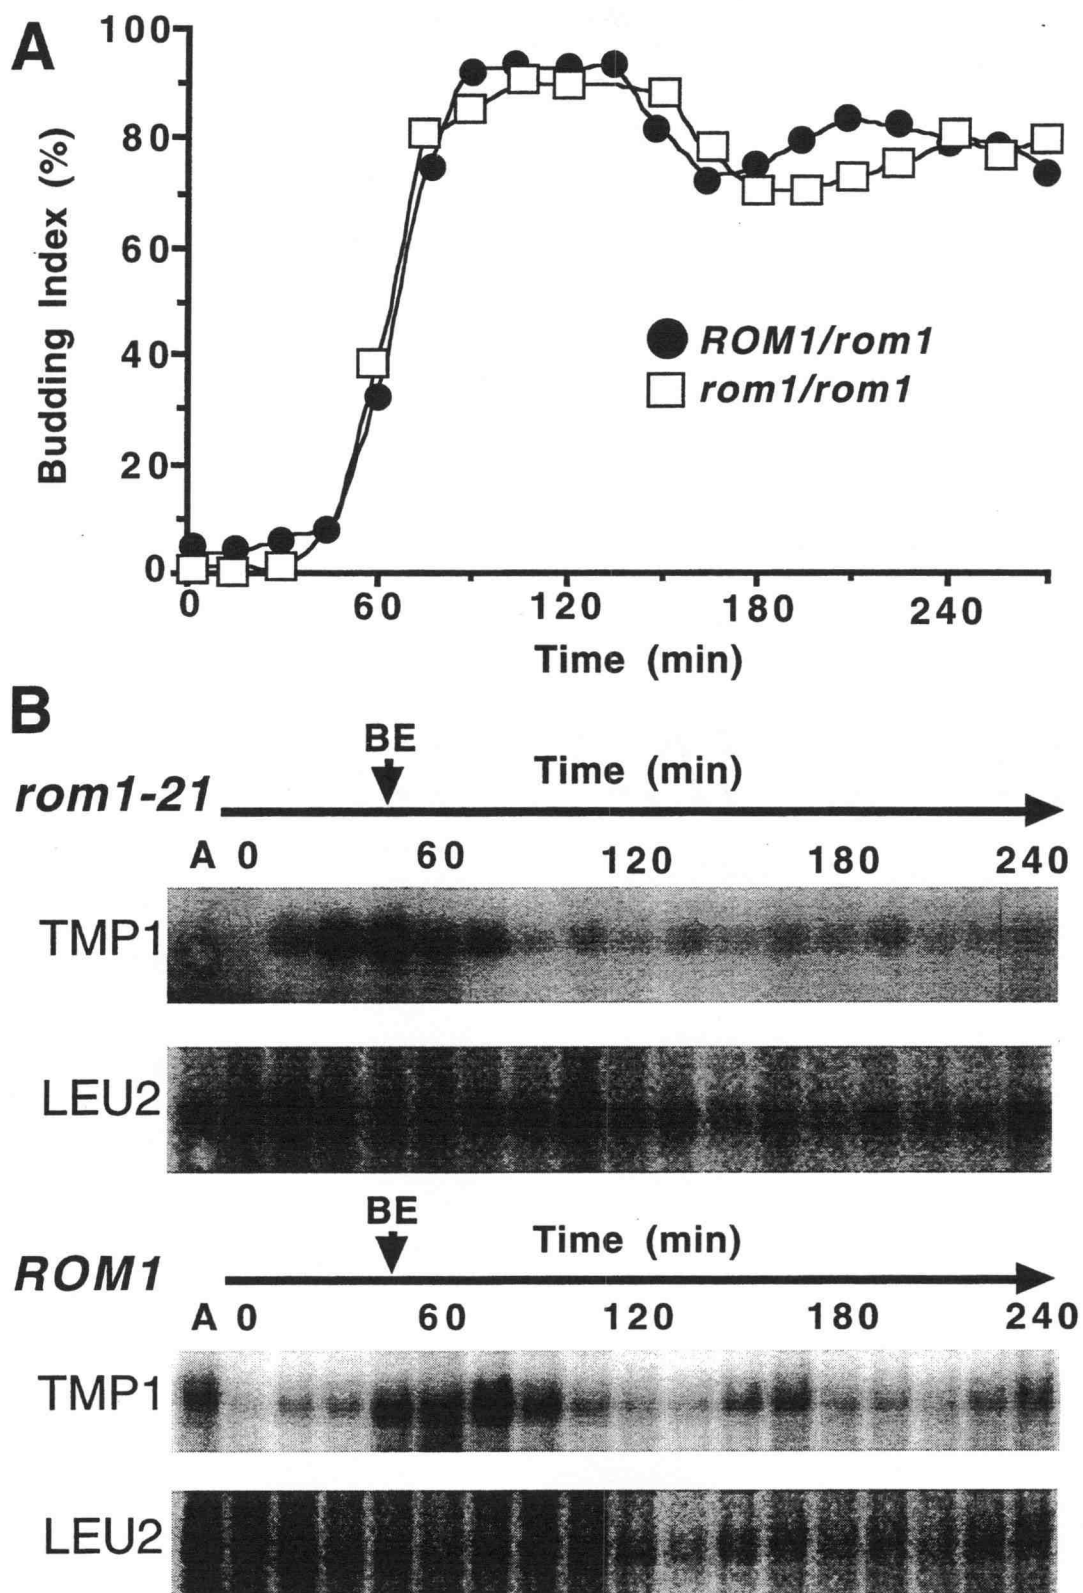 A
100
80
60
40
20
0
Budding Index (%)
ROM1/rom1
rom1/rom1
0 60 120 180 240
Time (min)
B
BE
Time (min)
rom1-21
A 0 60 120 180 240
TMP1
LEU2
BE
Time (min)
ROM1
A 0 60 120 180 240
TMP1
LEU2